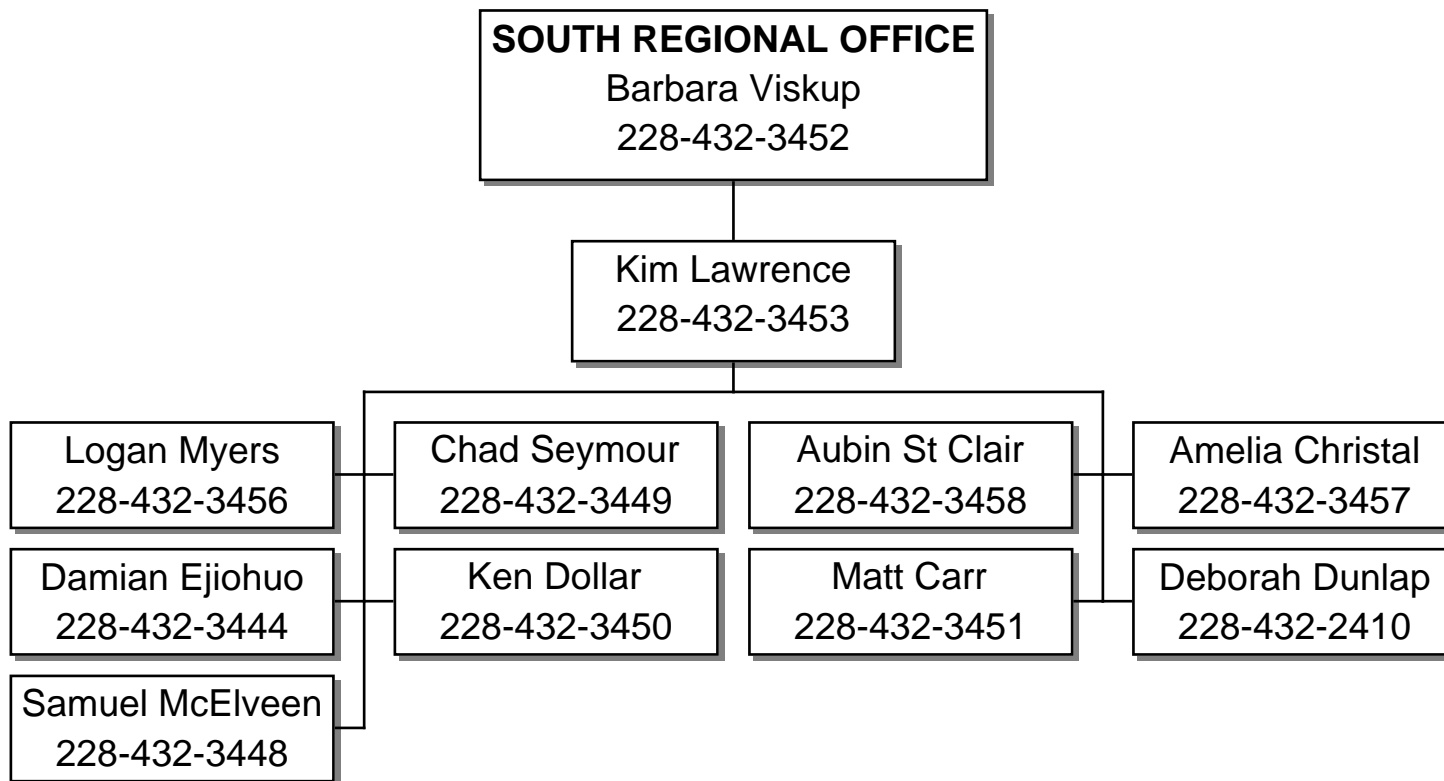 SOUTH REGIONAL OFFICE
Barbara Viskup
228-432-3452
Kim Lawrence
228-432-3453
Logan Myers
228-432-3456
Chad Seymour
228-432-3449
Aubin St Clair
228-432-3458
Amelia Christal
228-432-3457
Damian Ejiohuo
228-432-3444
Ken Dollar
228-432-3450
Matt Carr
228-432-3451
Deborah Dunlap
228-432-2410
Samuel McElveen
228-432-3448